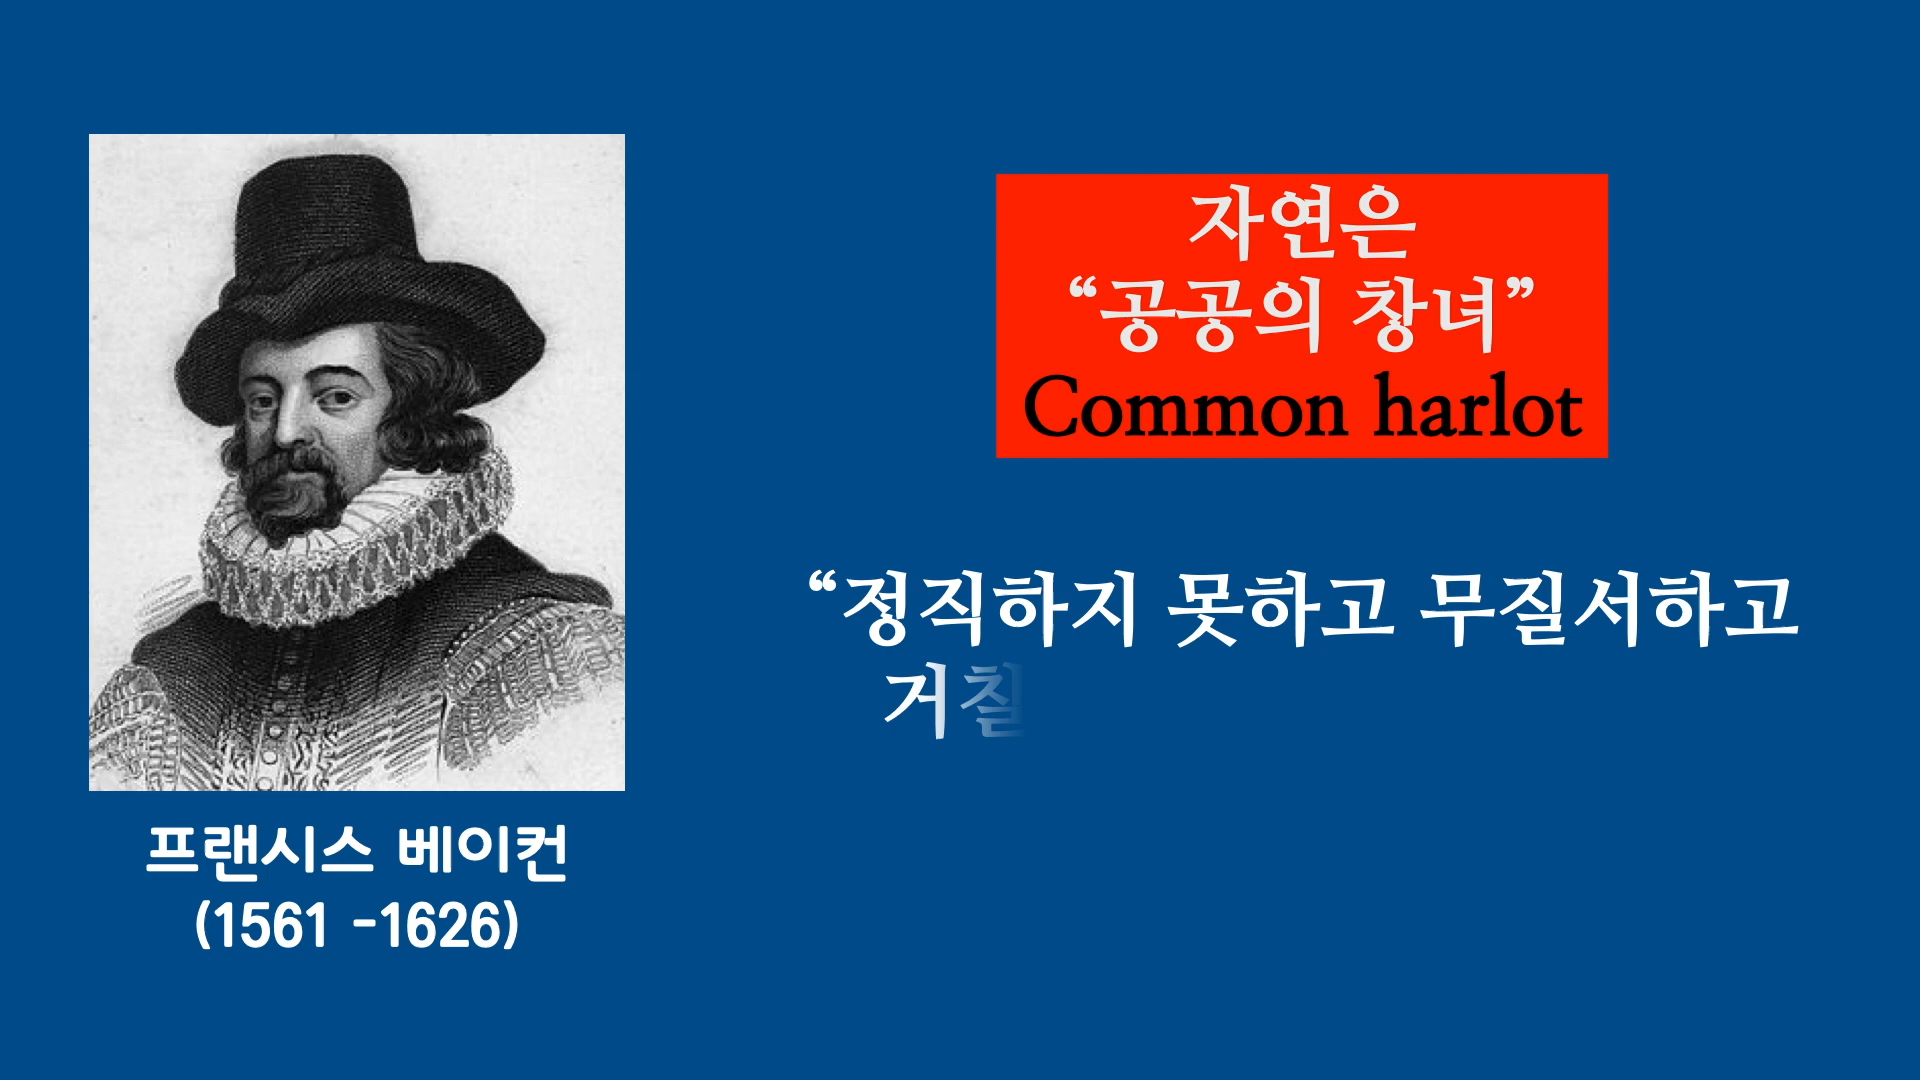 자연은
“공공의 창녀”
Common harlot
“정직하지 못하고 무질서하고
거칠
프랜시스 베이컨
(1561 -1626)